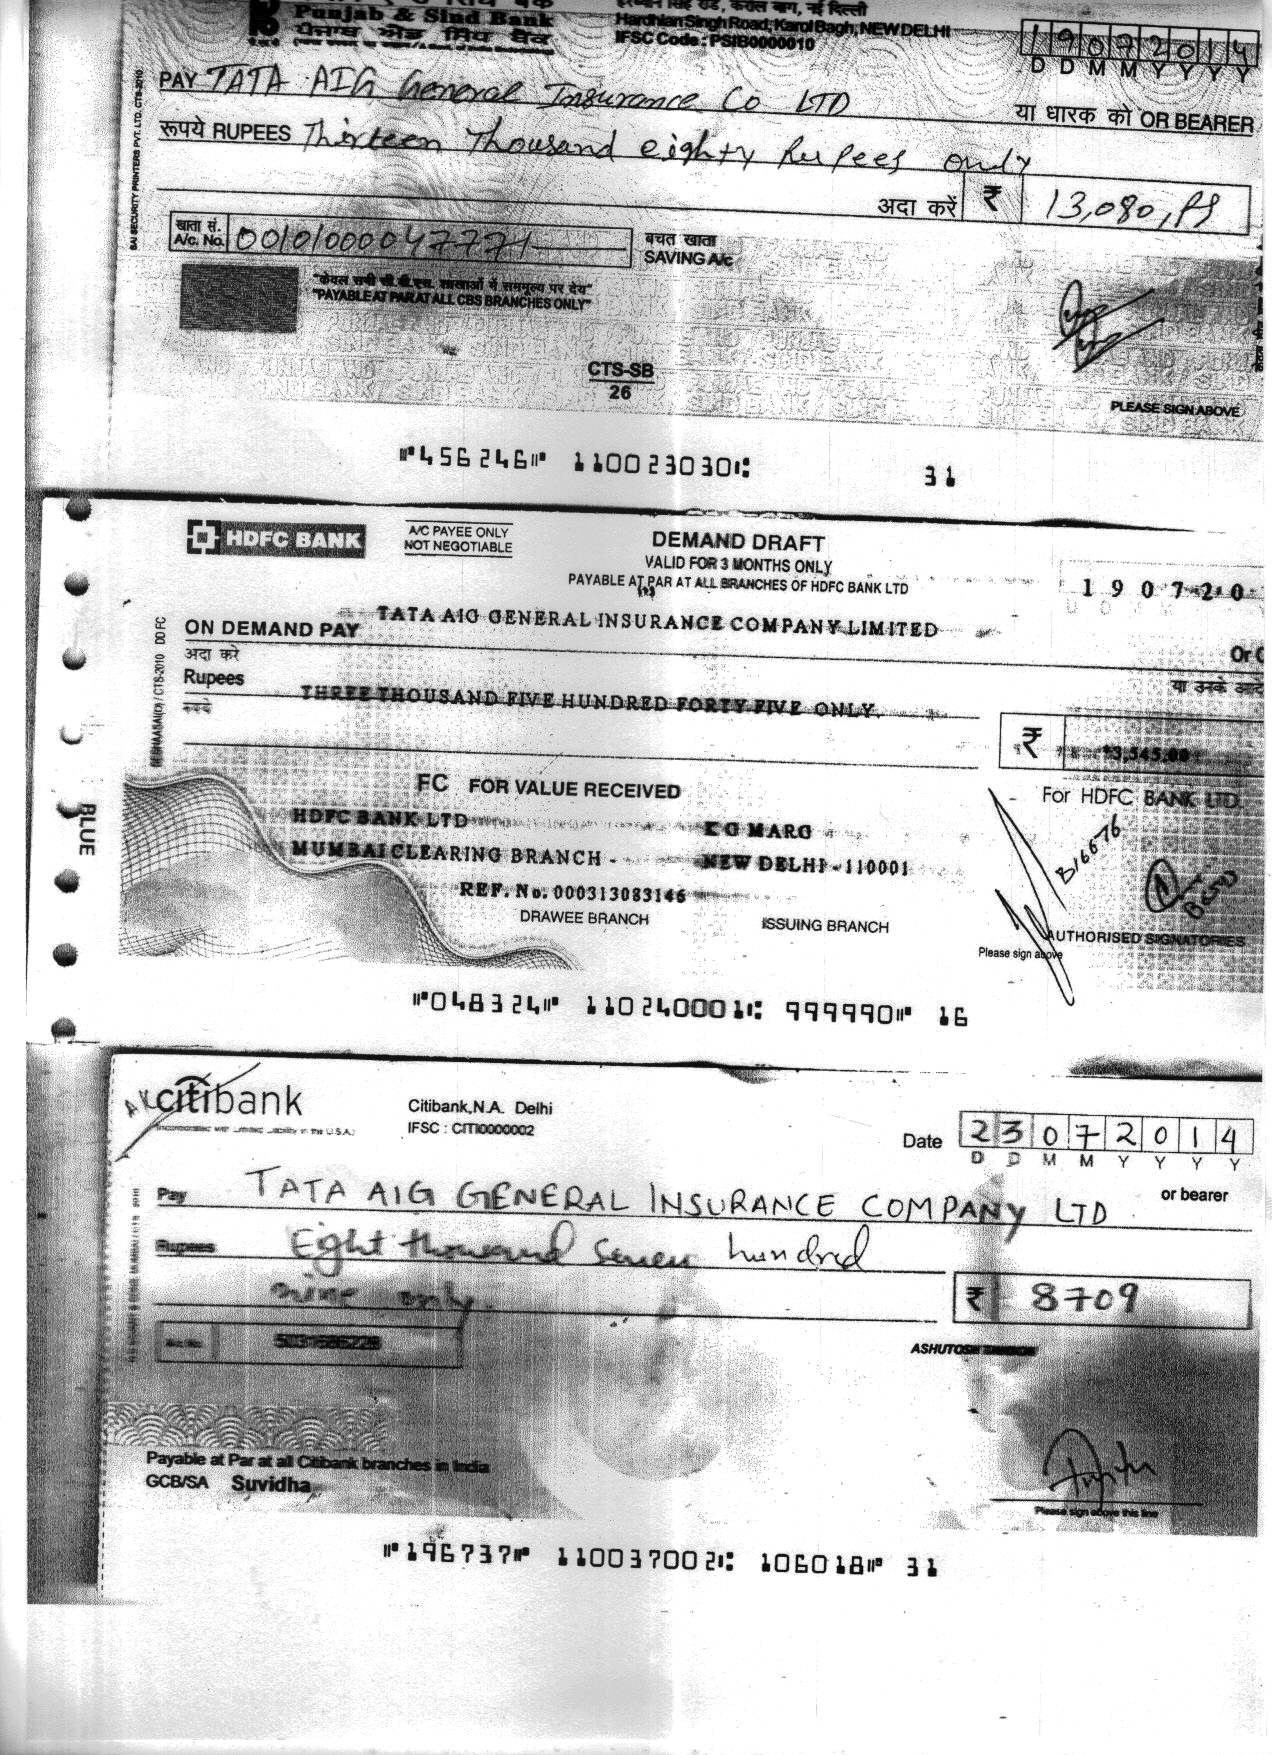 Punjab & Sind Bank
ਪੰਜਾਬ ਐਂਡ ਸਿੰਧ ਬੈਂਕ
रोड, करोल बाग, नई दिल्ली
Hardhian Singh Road, Karol Bagh, NEW DELHI
IFSC Code : PSIB0000010
19072014
D D M M Y Y Y Y
PAY TATA AIG General Insurance Co LTD
या धारक को OR BEARER
रूपये RUPEES Thirteen Thousand eighty Rupees only
अदा करें ₹ 13,080, PS
खाता सं.
A/c. No. 00101000047771
बचत खाता
SAVING A/c
"PAYABLE AT PAR AT ALL CBS BRANCHES ONLY"
CTS-SB
26
PLEASE SIGN ABOVE
SAI SECURITY PRINTERS PVT. LTD. CTS-2010
⑈456246⑈ 110023030⑆ 31
HDFC BANK
A/C PAYEE ONLY
NOT NEGOTIABLE
DEMAND DRAFT
VALID FOR 3 MONTHS ONLY
PAYABLE AT PAR AT ALL BRANCHES OF HDFC BANK LTD
1 9 0 7 2 0
ON DEMAND PAY TATA AIG GENERAL INSURANCE COMPANY LIMITED
Or
अदा करे
या उनके
Rupees THREE THOUSAND FIVE HUNDRED FORTY FIVE ONLY.
रूपये
₹ *3,545.00
FC FOR VALUE RECEIVED
For HDFC BANK LTD.
HDFC BANK LTD
K G MARG
MUMBAI CLEARING BRANCH -
NEW DELHI - 110001
REF. No. 000313083146
B16676
DRAWEE BRANCH
ISSUING BRANCH
AUTHORISED SIGNATORIES
Please sign above
BLUE
⑈048324⑈ 110240001⑆ 999990⑈ 16
citibank
Citibank,N.A. Delhi
IFSC : CITI0000002
Date 23072014
D D M M Y Y Y Y
Pay TATA AIG GENERAL INSURANCE COMPANY LTD
or bearer
Rupees Eight thousand seven hundred
nine only.
₹ 8709
ASHUTOSH
Payable at Par at all Citibank branches in India
GCB/SA Suvidha
Please sign above this line
⑈196737⑈ 110037002⑆ 106018⑈ 31